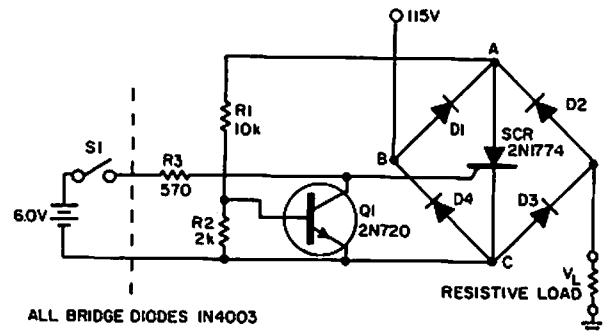 115V
A
R1
10k
D1
D2
SCR
2N1774
S1
R3
570
B
Q1
2N720
D4
D3
6.0V
R2
2k
C
VL
RESISTIVE LOAD
ALL BRIDGE DIODES IN4003